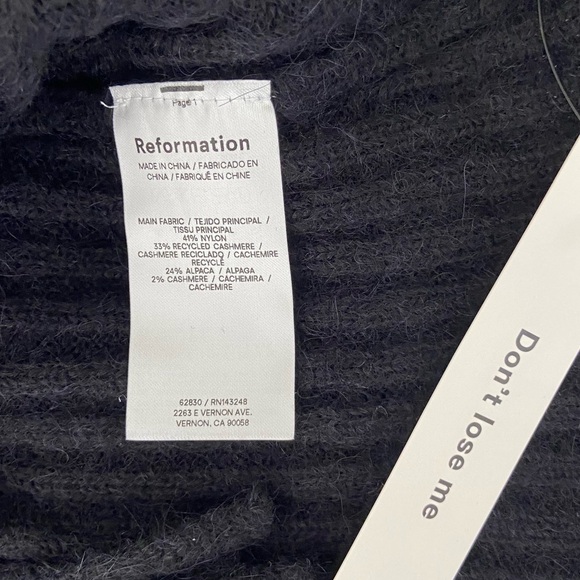 Page 1
Reformation
MADE IN CHINA / FABRICADO EN
CHINA / FABRIQUÉ EN CHINE
MAIN FABRIC / TEJIDO PRINCIPAL /
TISSU PRINCIPAL
41% NYLON
33% RECYCLED CASHMERE /
CASHMERE RECICLADO / CACHEMIRE
RECYCLÉ
24% ALPACA / ALPAGA
2% CASHMERE / CACHEMIRA /
CACHEMIRE
62830 / RN143248
2263 E VERNON AVE.
VERNON, CA 90058
Don't lose me